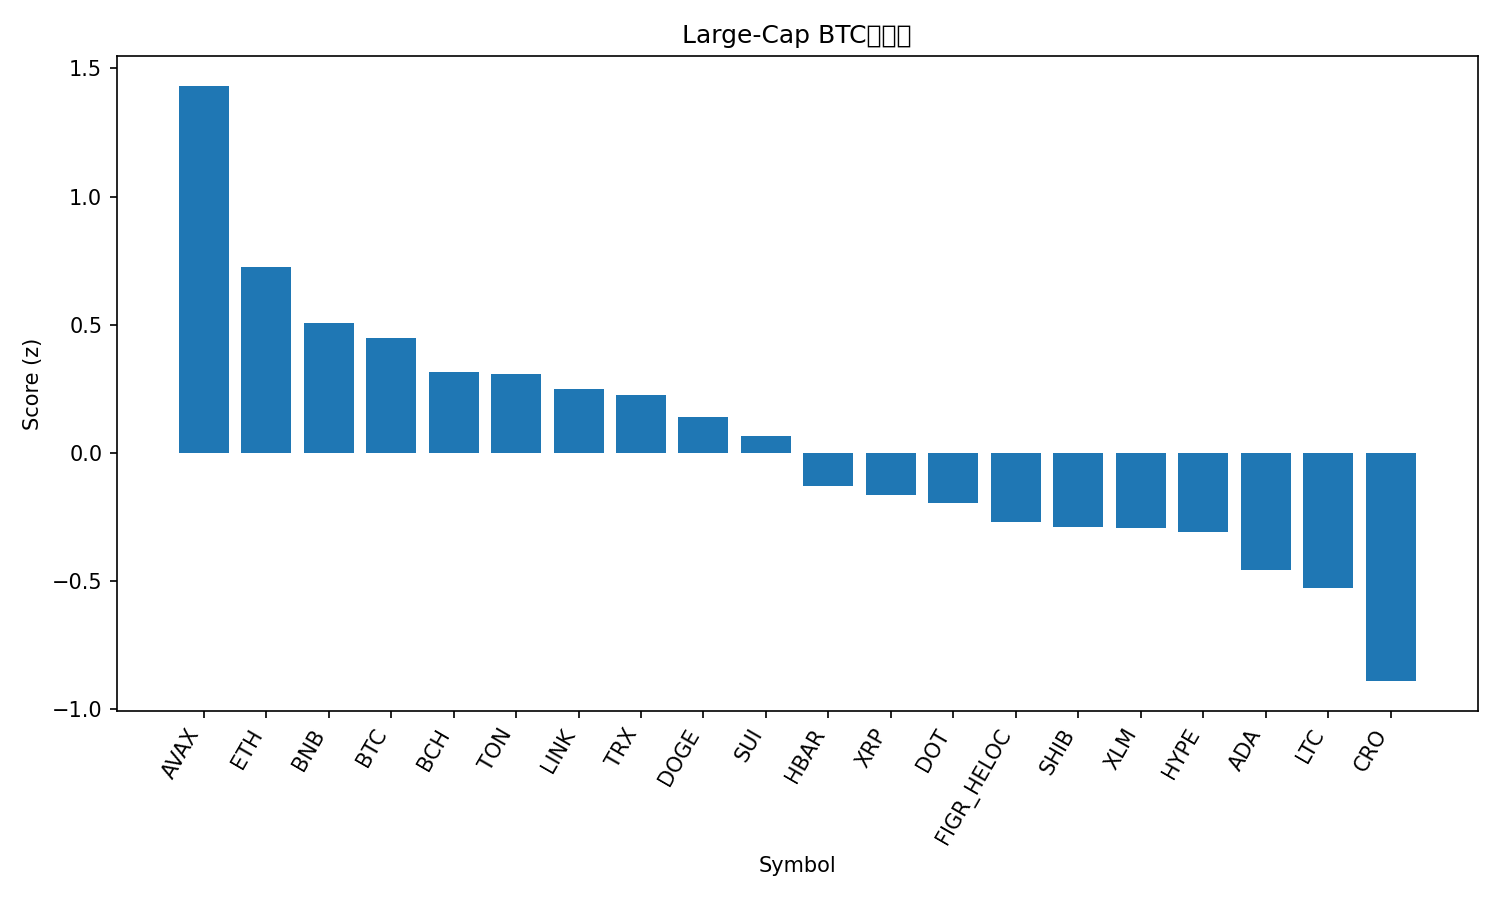 Large-Cap BTC
1.5
1.0
0.5
0.0
−0.5
−1.0
Score (z)
AVAX
ETH
BNB
BTC
BCH
TON
LINK
TRX
DOGE
SUI
HBAR
XRP
DOT
FIGR_HELOC
SHIB
XLM
HYPE
ADA
LTC
CRO
Symbol